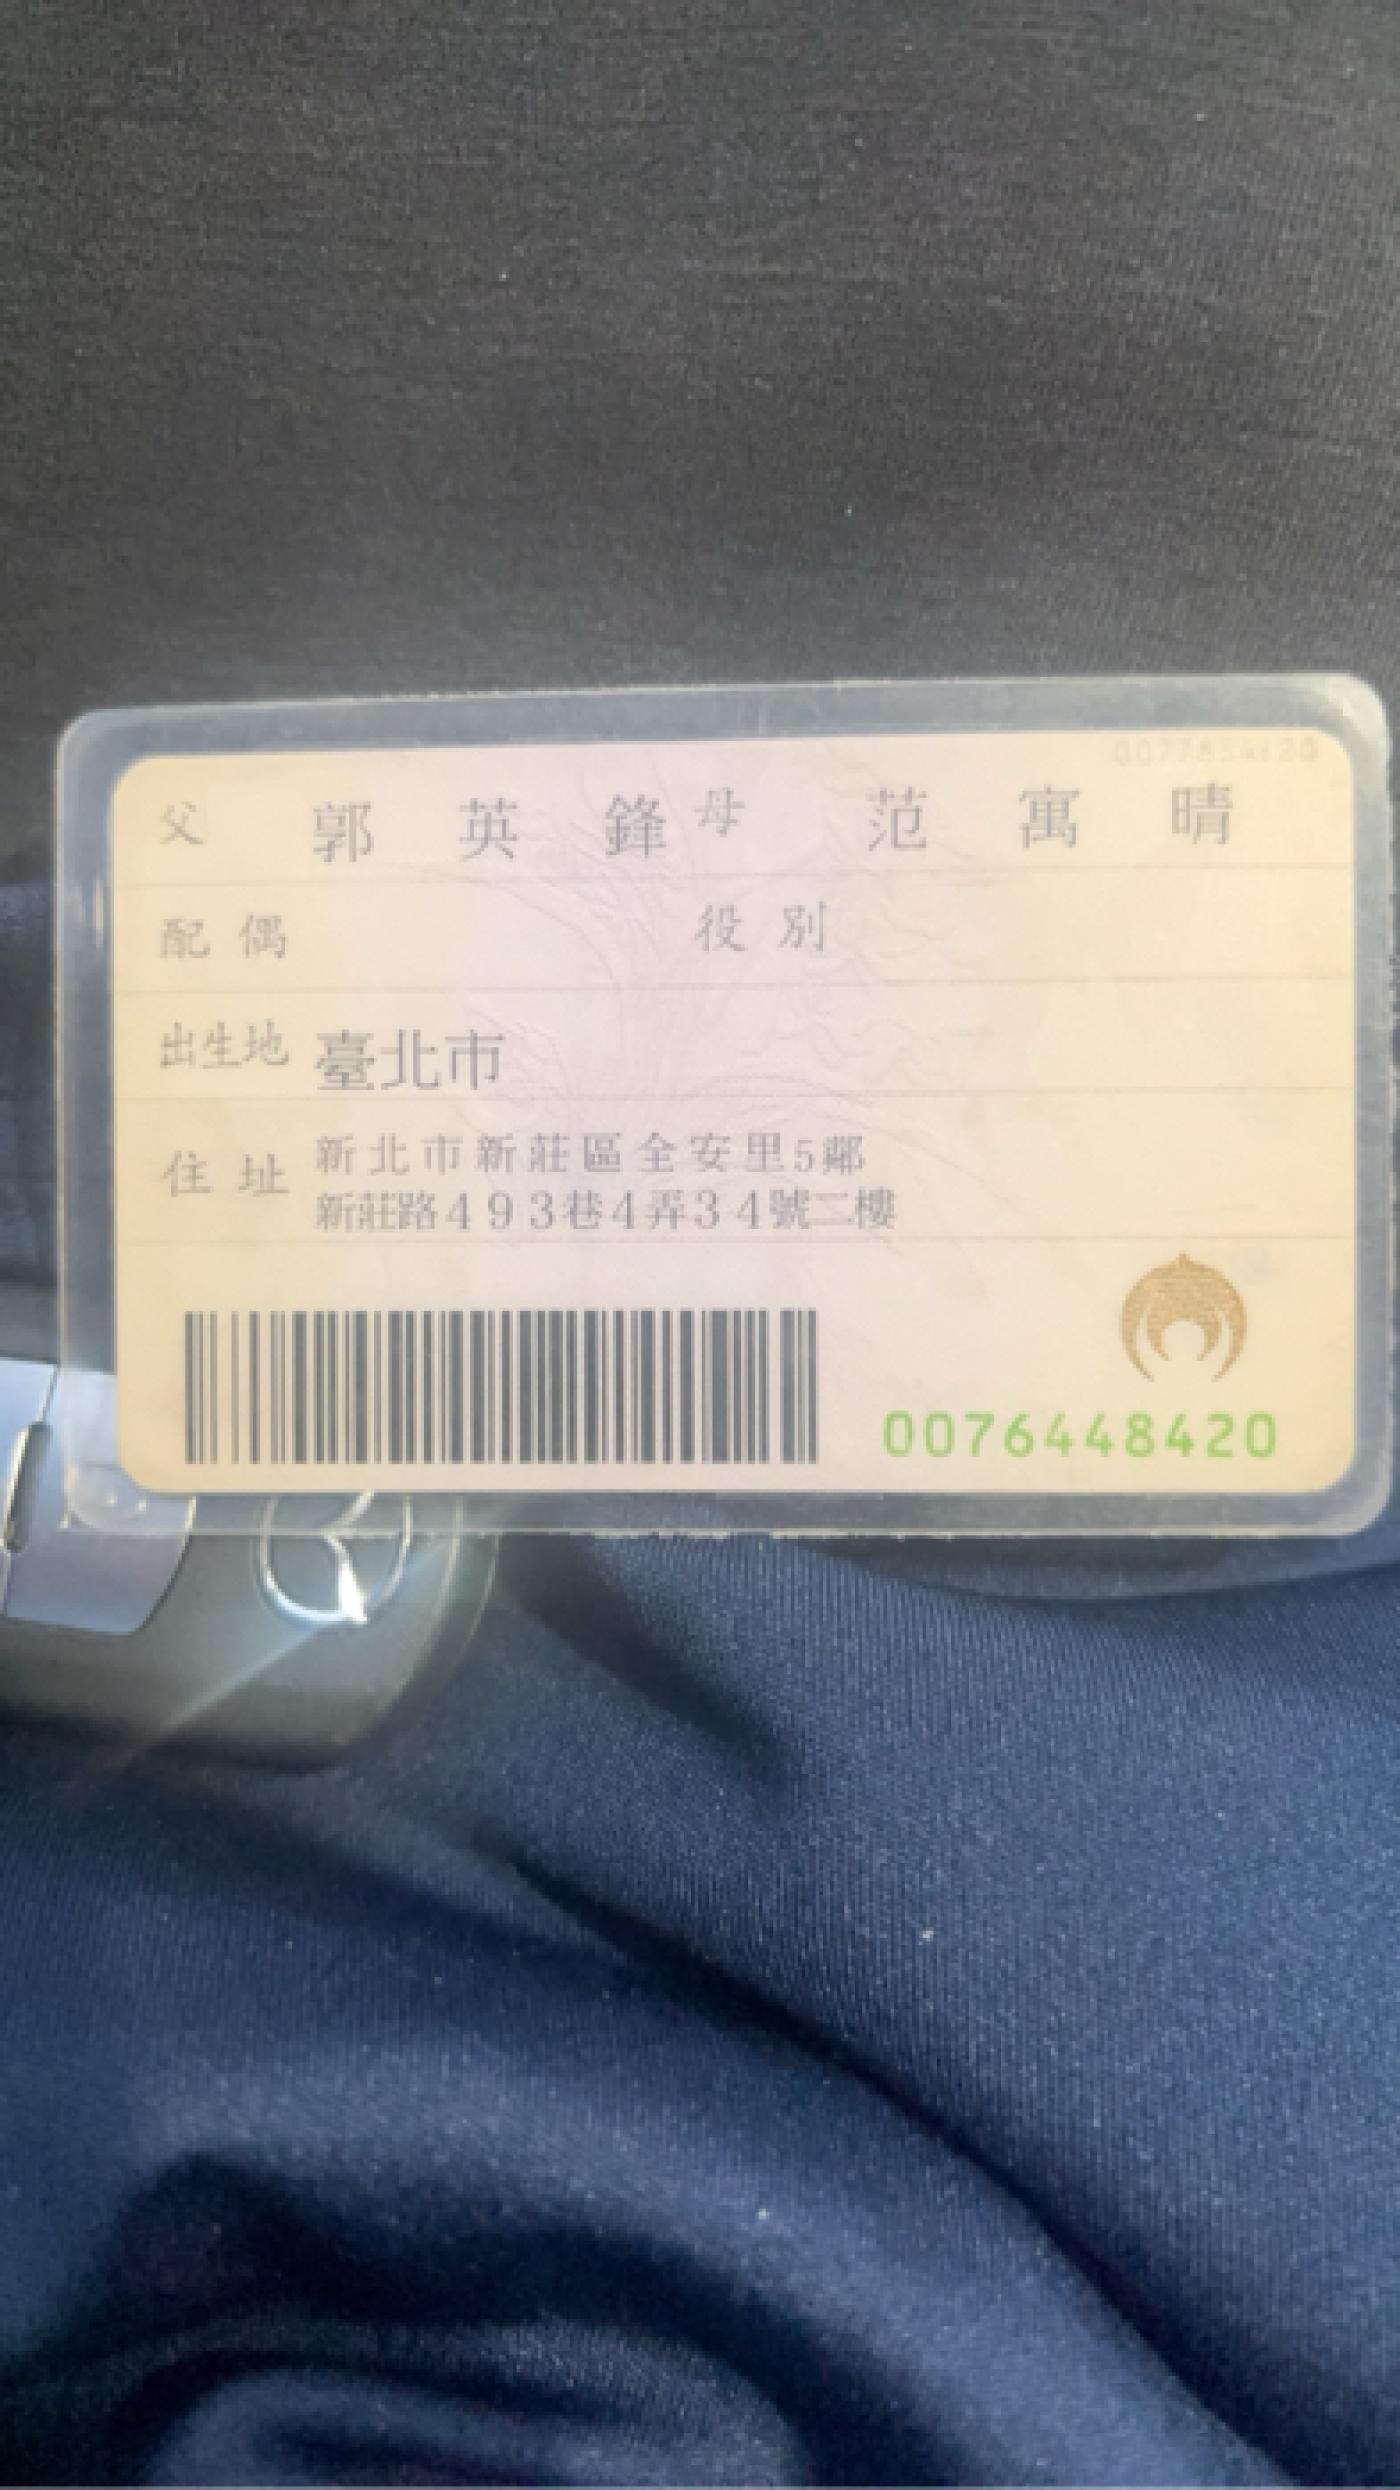 父 郭英鋒 母 范寓晴
配偶 役別
出生地 臺北市
住址 新北市新莊區全安里5鄰
新莊路493巷4弄34號二樓
0076448420